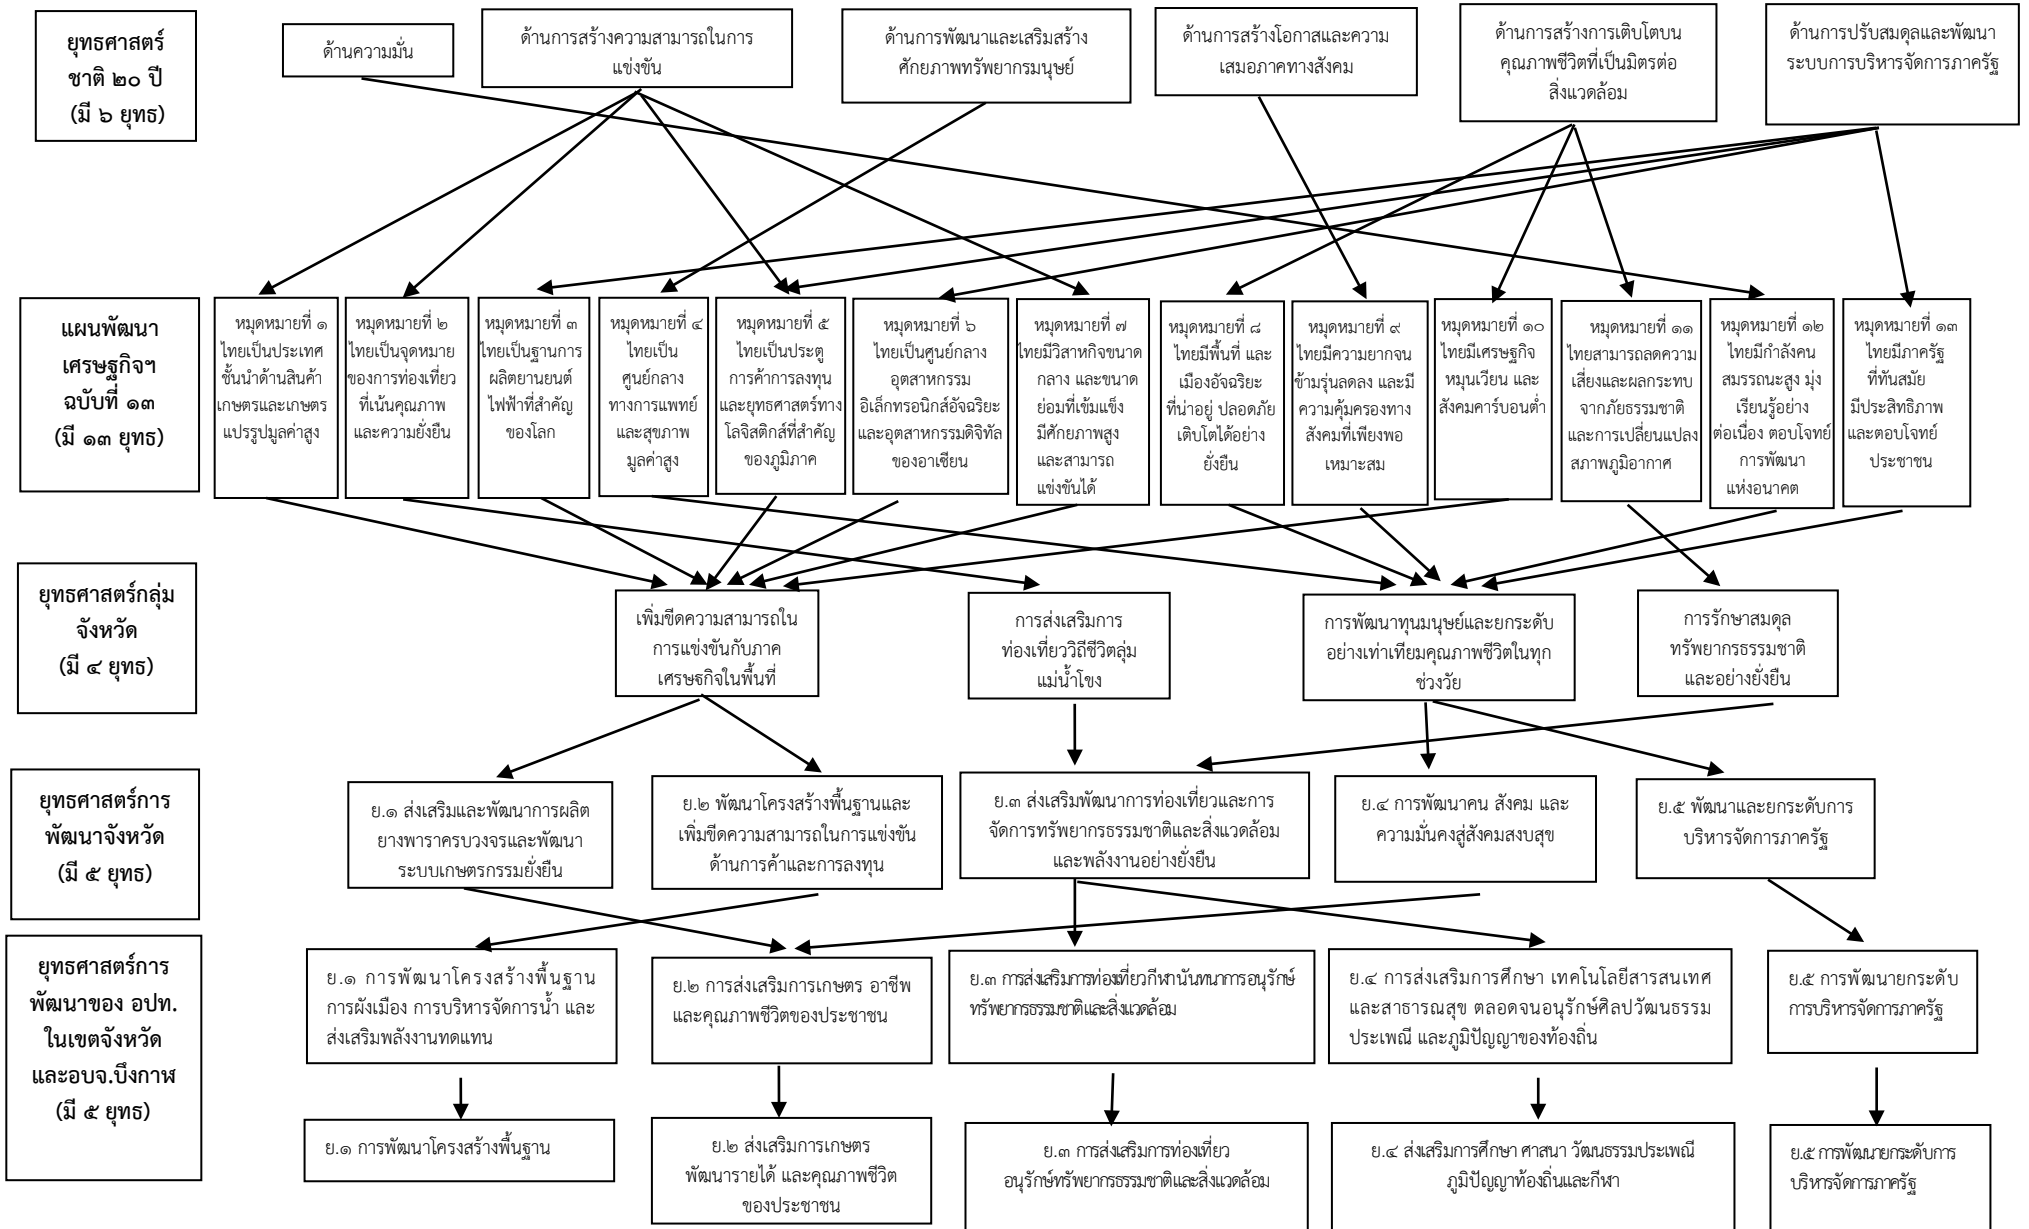 ยุทธศาสตร์
ชาติ ๒๐ ปี
(มี ๖ ยุทธ)
ด้านความมั่น
ด้านการสร้างความสามารถในการ
แข่งขัน
ด้านการพัฒนาและเสริมสร้าง
ศักยภาพทรัพยากรมนุษย์
ด้านการสร้างโอกาสและความ
เสมอภาคทางสังคม
ด้านการสร้างการเติบโตบน
คุณภาพชีวิตที่เป็นมิตรต่อ
สิ่งแวดล้อม
ด้านการปรับสมดุลและพัฒนา
ระบบการบริหารจัดการภาครัฐ
แผนพัฒนา
เศรษฐกิจฯ
ฉบับที่ ๑๓
(มี ๑๓ ยุทธ)
หมุดหมายที่ ๑
ไทยเป็นประเทศ
ชั้นนำด้านสินค้า
เกษตรและเกษตร
แปรรูปมูลค่าสูง
หมุดหมายที่ ๒
ไทยเป็นจุดหมาย
ของการท่องเที่ยว
ที่เน้นคุณภาพ
และความยั่งยืน
หมุดหมายที่ ๓
ไทยเป็นฐานการ
ผลิตยานยนต์
ไฟฟ้าที่สำคัญ
ของโลก
หมุดหมายที่ ๔
ไทยเป็น
ศูนย์กลาง
ทางการแพทย์
และสุขภาพ
มูลค่าสูง
หมุดหมายที่ ๕
ไทยเป็นประตู
การค้าการลงทุน
และยุทธศาสตร์ทาง
โลจิสติกส์ที่สำคัญ
ของภูมิภาค
หมุดหมายที่ ๖
ไทยเป็นศูนย์กลาง
อุตสาหกรรม
อิเล็กทรอนิกส์อัจฉริยะ
และอุตสาหกรรมดิจิทัล
ของอาเซียน
หมุดหมายที่ ๗
ไทยมีวิสาหกิจขนาด
กลาง และขนาด
ย่อมที่เข้มแข็ง
มีศักยภาพสูง
และสามารถ
แข่งขันได้
หมุดหมายที่ ๘
ไทยมีพื้นที่ และ
เมืองอัจฉริยะ
ที่น่าอยู่ ปลอดภัย
เติบโตได้อย่าง
ยั่งยืน
หมุดหมายที่ ๙
ไทยมีความยากจน
ข้ามรุ่นลดลง และมี
ความคุ้มครองทาง
สังคมที่เพียงพอ
เหมาะสม
หมุดหมายที่ ๑๐
ไทยมีเศรษฐกิจ
หมุนเวียน และ
สังคมคาร์บอนต่ำ
หมุดหมายที่ ๑๑
ไทยสามารถลดความ
เสี่ยงและผลกระทบ
จากภัยธรรมชาติ
และการเปลี่ยนแปลง
สภาพภูมิอากาศ
หมุดหมายที่ ๑๒
ไทยมีกำลังคน
สมรรถนะสูง มุ่ง
เรียนรู้อย่าง
ต่อเนื่อง ตอบโจทย์
การพัฒนา
แห่งอนาคต
หมุดหมายที่ ๑๓
ไทยมีภาครัฐ
ที่ทันสมัย
มีประสิทธิภาพ
และตอบโจทย์
ประชาชน
ยุทธศาสตร์กลุ่ม
จังหวัด
(มี ๔ ยุทธ)
เพิ่มขีดความสามารถใน
การแข่งขันกับภาค
เศรษฐกิจในพื้นที่
การส่งเสริมการ
ท่องเที่ยววิถีชีวิตลุ่ม
แม่น้ำโขง
การพัฒนาทุนมนุษย์และยกระดับ
อย่างเท่าเทียมคุณภาพชีวิตในทุก
ช่วงวัย
การรักษาสมดุล
ทรัพยากรธรรมชาติ
และอย่างยั่งยืน
ยุทธศาสตร์การ
พัฒนาจังหวัด
(มี ๕ ยุทธ)
ย.๑ ส่งเสริมและพัฒนาการผลิต
ยางพาราครบวงจรและพัฒนา
ระบบเกษตรกรรมยั่งยืน
ย.๒ พัฒนาโครงสร้างพื้นฐานและ
เพิ่มขีดความสามารถในการแข่งขัน
ด้านการค้าและการลงทุน
ย.๓ ส่งเสริมพัฒนาการท่องเที่ยวและการ
จัดการทรัพยากรธรรมชาติและสิ่งแวดล้อม
และพลังงานอย่างยั่งยืน
ย.๔ การพัฒนาคน สังคม และ
ความมั่นคงสู่สังคมสงบสุข
ย.๕ พัฒนาและยกระดับการ
บริหารจัดการภาครัฐ
ยุทธศาสตร์การ
พัฒนาของ อปท.
ในเขตจังหวัด
และอบจ.บึงกาฬ
(มี ๕ ยุทธ)
ย.๑ การพัฒนาโครงสร้างพื้นฐาน
การผังเมือง การบริหารจัดการน้ำ และ
ส่งเสริมพลังงานทดแทน
ย.๒ การส่งเสริมการเกษตร อาชีพ
และคุณภาพชีวิตของประชาชน
ย.๓ การส่งเสริมการท่องเที่ยวกีฬานันทนาการอนุรักษ์
ทรัพยากรธรรมชาติและสิ่งแวดล้อม
ย.๔ การส่งเสริมการศึกษา เทคโนโลยีสารสนเทศ
และสาธารณสุข ตลอดจนอนุรักษ์ศิลปวัฒนธรรม
ประเพณี และภูมิปัญญาของท้องถิ่น
ย.๕ การพัฒนายกระดับ
การบริหารจัดการภาครัฐ
ย.๑ การพัฒนาโครงสร้างพื้นฐาน
ย.๒ ส่งเสริมการเกษตร
พัฒนารายได้ และคุณภาพชีวิต
ของประชาชน
ย.๓ การส่งเสริมการท่องเที่ยว
อนุรักษ์ทรัพยากรธรรมชาติและสิ่งแวดล้อม
ย.๔ ส่งเสริมการศึกษา ศาสนา วัฒนธรรมประเพณี
ภูมิปัญญาท้องถิ่นและกีฬา
ย.๕ การพัฒนายกระดับการ
บริหารจัดการภาครัฐ